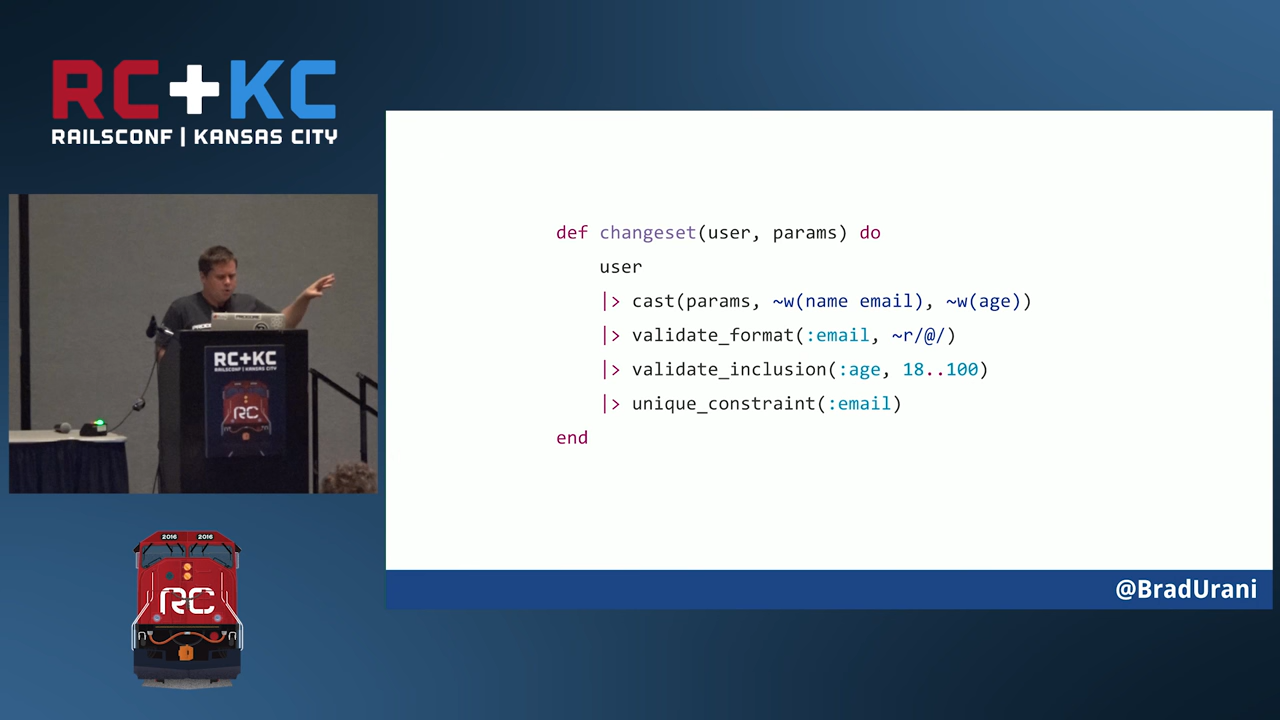 RC+KC
RAILSCONF | KANSAS CITY
def changeset(user, params) do
user
|> cast(params, ~w(name email), ~w(age))
|> validate_format(:email, ~r/@/)
|> validate_inclusion(:age, 18..100)
|> unique_constraint(:email)
end
@BradUrani
RC+KC
RAILSCONF | KANSAS CITY
RC
2016 2016
RC